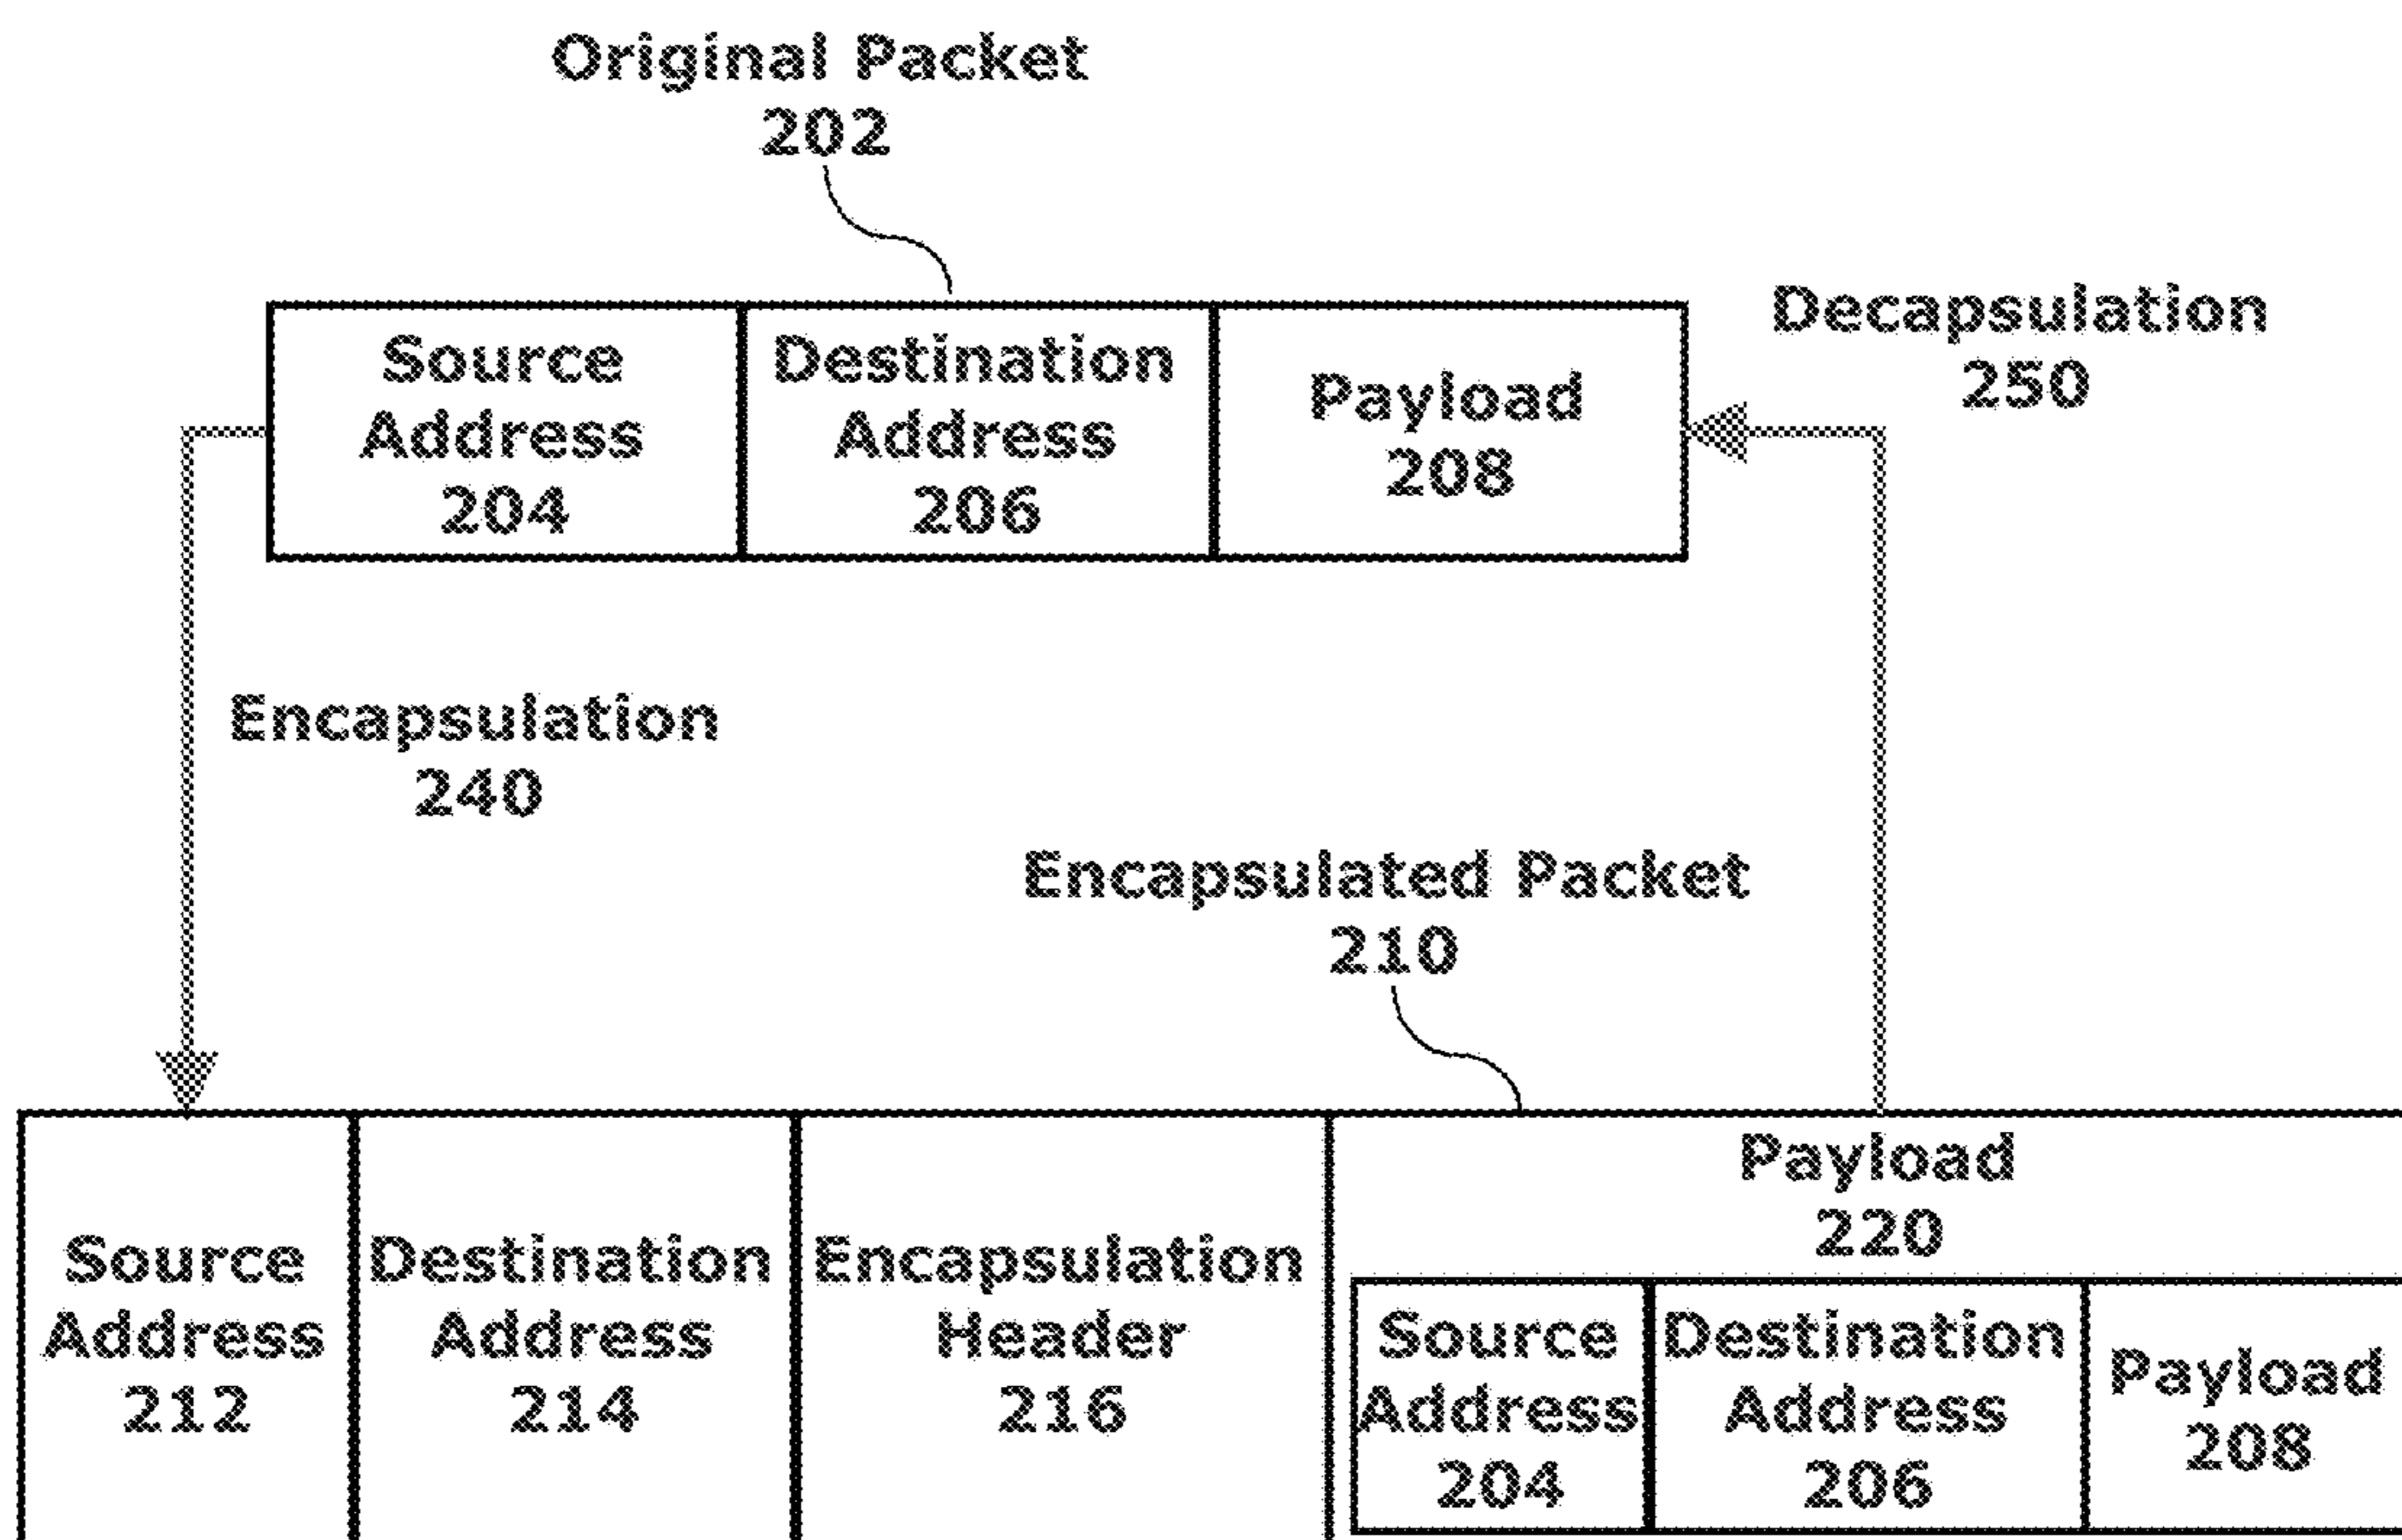 Original Packet
202
Source
Address
204
Destination
Address
206
Payload
208
Decapsulation
250
Encapsulation
240
Encapsulated Packet
210
Source
Address
212
Destination
Address
214
Encapsulation
Header
216
Payload
220
Source
Address
204
Destination
Address
206
Payload
208